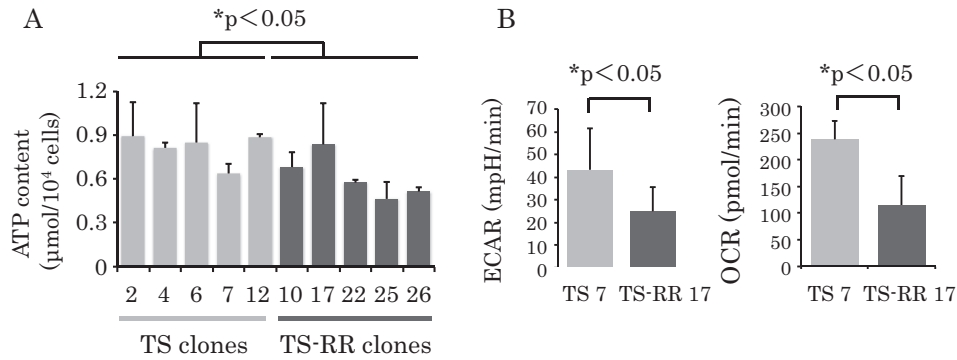 A
*p<0.05
ATP content
(μmol/10⁴ cells)
1.2
0.9
0.6
0.3
0
2 4 6 7 12 10 17 22 25 26
TS clones TS-RR clones
B
*p<0.05
ECAR (mpH/min)
70
60
50
40
30
20
10
0
TS 7 TS-RR 17
*p<0.05
OCR (pmol/min)
300
250
200
150
100
50
0
TS 7 TS-RR 17